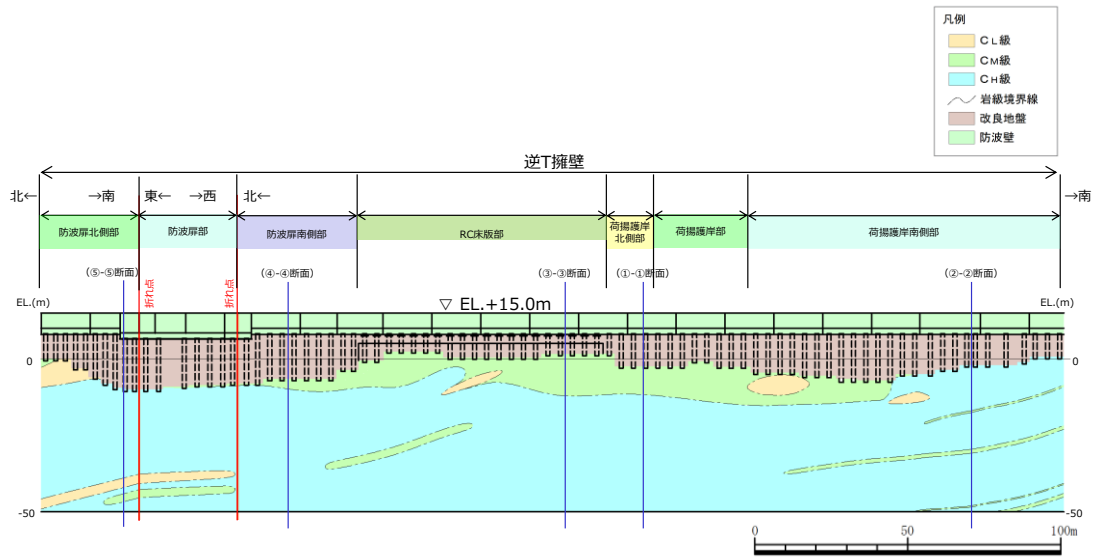 凡例
CL級
CM級
CH級
岩級境界線
改良地盤
防波壁
逆T擁壁
北←
→南
東←
→西
北←
→南
防波扉北側部
防波扉部
防波扉南側部
RC床版部
荷揚護岸
北側部
荷揚護岸部
荷揚護岸南側部
(⑤-⑤断面)
折れ点
折れ点
(④-④断面)
(③-③断面)
(①-①断面)
(②-②断面)
EL.(m)
▽ EL.+15.0m
EL.(m)
0
0
-50
-50
0
50
100m